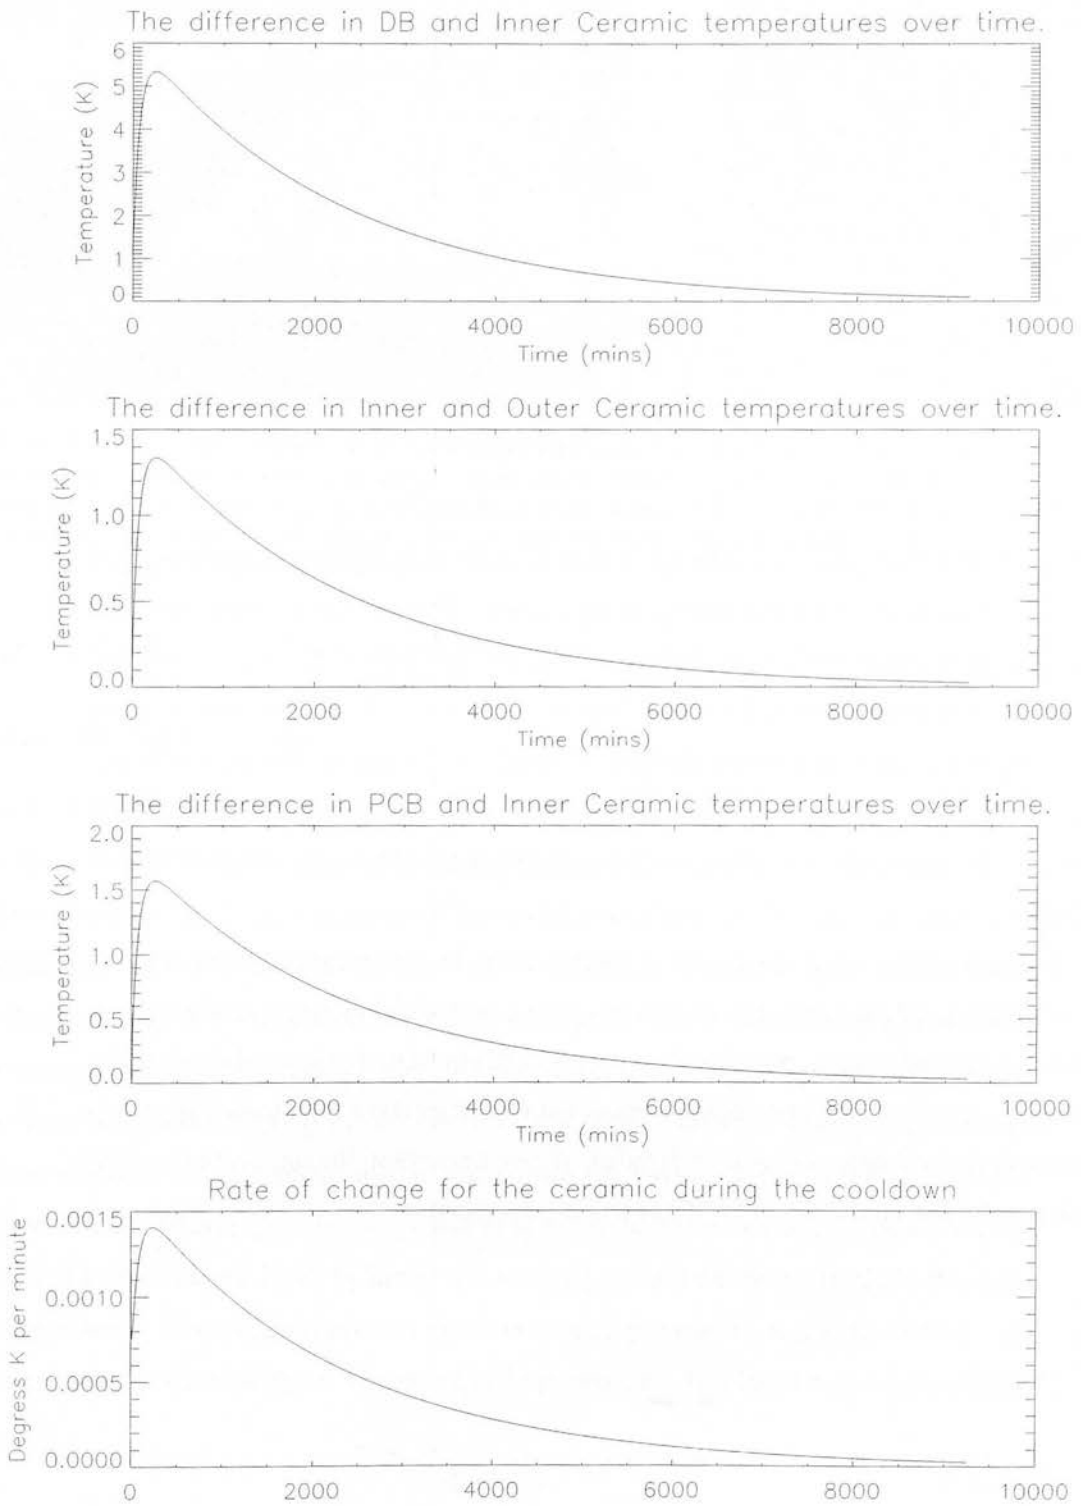 The difference in DB and Inner Ceramic temperatures over time.
6
5
4
3
2
1
0
Temperature (K)
0 2000 4000 6000 8000 10000
Time (mins)
The difference in Inner and Outer Ceramic temperatures over time.
1.5
1.0
0.5
0.0
Temperature (K)
0 2000 4000 6000 8000 10000
Time (mins)
The difference in PCB and Inner Ceramic temperatures over time.
2.0
1.5
1.0
0.5
0.0
Temperature (K)
0 2000 4000 6000 8000 10000
Time (mins)
Rate of change for the ceramic during the cooldown
0.0015
0.0010
0.0005
0.0000
Degress K per minute
0 2000 4000 6000 8000 10000